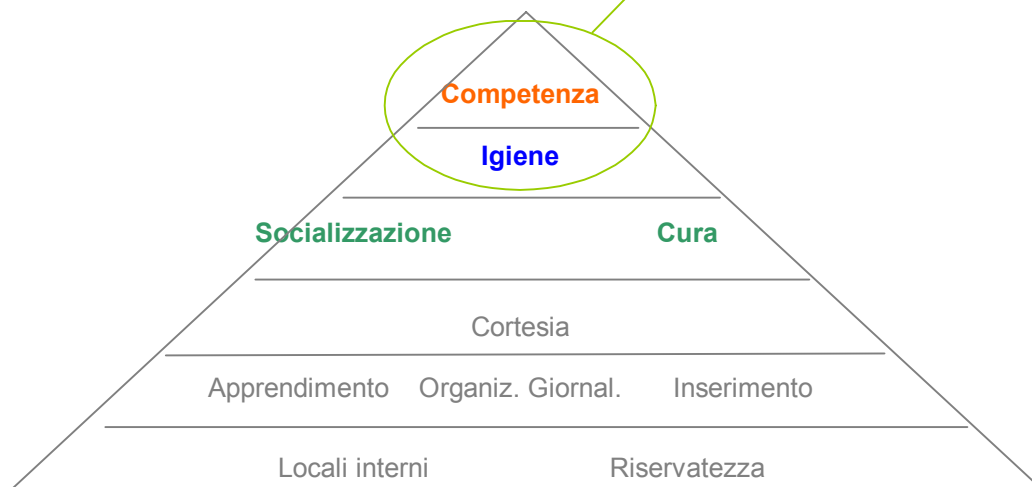 Competenza
Igiene
Socializzazione Cura
Cortesia
Apprendimento Organiz. Giornal. Inserimento
Locali interni Riservatezza